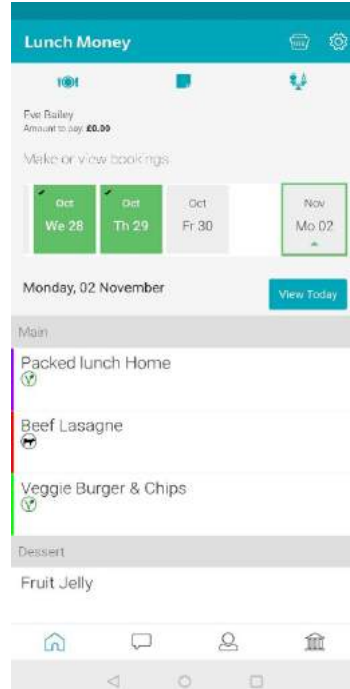 Lunch Money
Eve Bailey
Amount to pay: £0.00
Make or view bookings
Oct Oct Oct Nov
We 28 Th 29 Fr 30 Mo 02
Monday, 02 November
View Today
Main
Packed lunch Home
Beef Lasagne
Veggie Burger & Chips
Dessert
Fruit Jelly